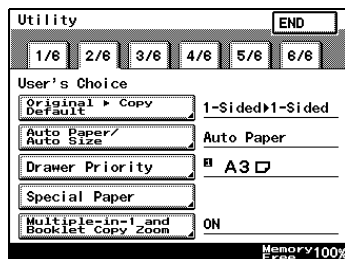 Utility
END
1/6 2/6 3/6 4/6 5/6 6/6
User's Choice
Original ▸ Copy
Default
1-Sided▸1-Sided
Auto Paper/
Auto Size
Auto Paper
Drawer Priority
1 A3
Special Paper
Multiple-in-1 and
Booklet Copy Zoom
ON
Memory
Free 100%